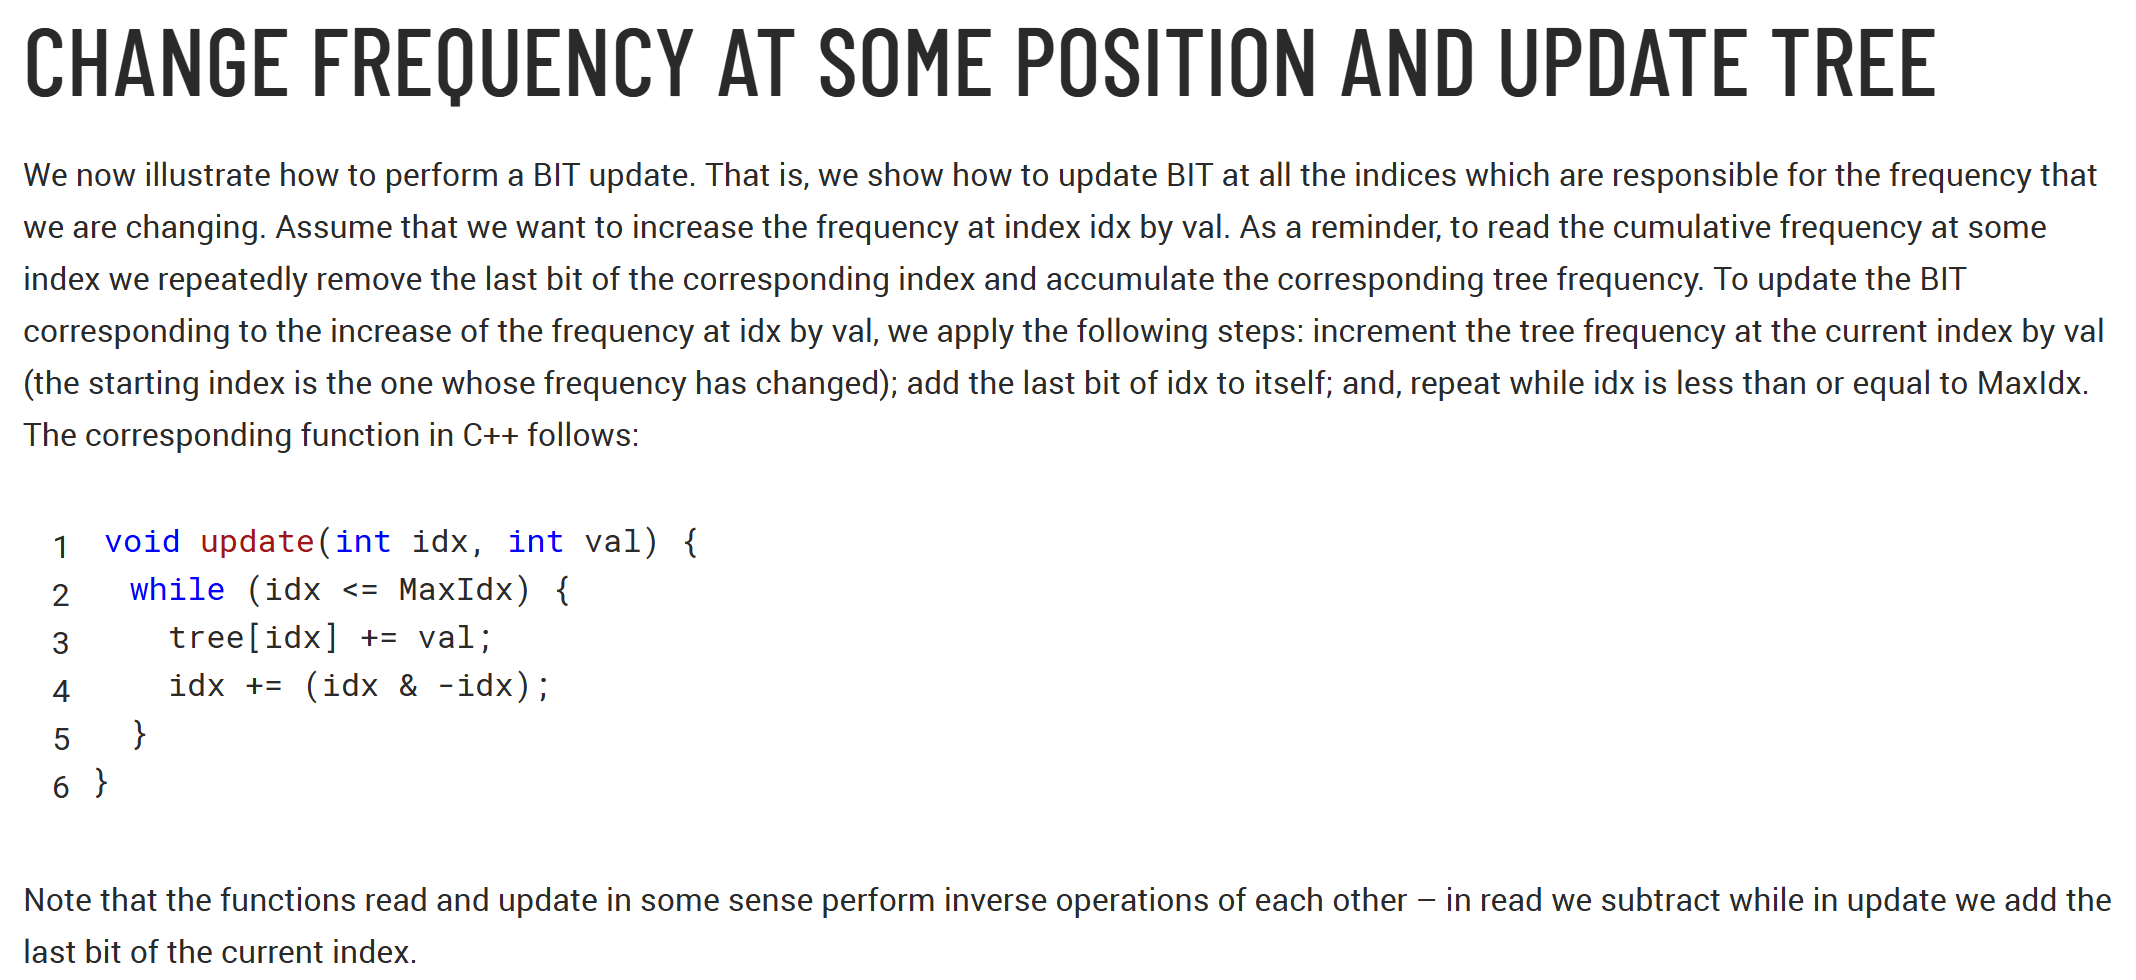 CHANGE FREQUENCY AT SOME POSITION AND UPDATE TREE
We now illustrate how to perform a BIT update. That is, we show how to update BIT at all the indices which are responsible for the frequency that
we are changing. Assume that we want to increase the frequency at index idx by val. As a reminder, to read the cumulative frequency at some
index we repeatedly remove the last bit of the corresponding index and accumulate the corresponding tree frequency. To update the BIT
corresponding to the increase of the frequency at idx by val, we apply the following steps: increment the tree frequency at the current index by val
(the starting index is the one whose frequency has changed); add the last bit of idx to itself; and, repeat while idx is less than or equal to MaxIdx.
The corresponding function in C++ follows:
1 void update(int idx, int val) {
2   while (idx <= MaxIdx) {
3     tree[idx] += val;
4     idx += (idx & -idx);
5   }
6 }
Note that the functions read and update in some sense perform inverse operations of each other – in read we subtract while in update we add the
last bit of the current index.